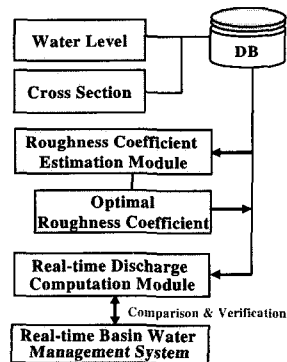 Water Level
DB
Cross Section
Roughness Coefficient
Estimation Module
Optimal
Roughness Coefficient
Real-time Discharge
Computation Module
Comparison & Verification
Real-time Basin Water
Management System